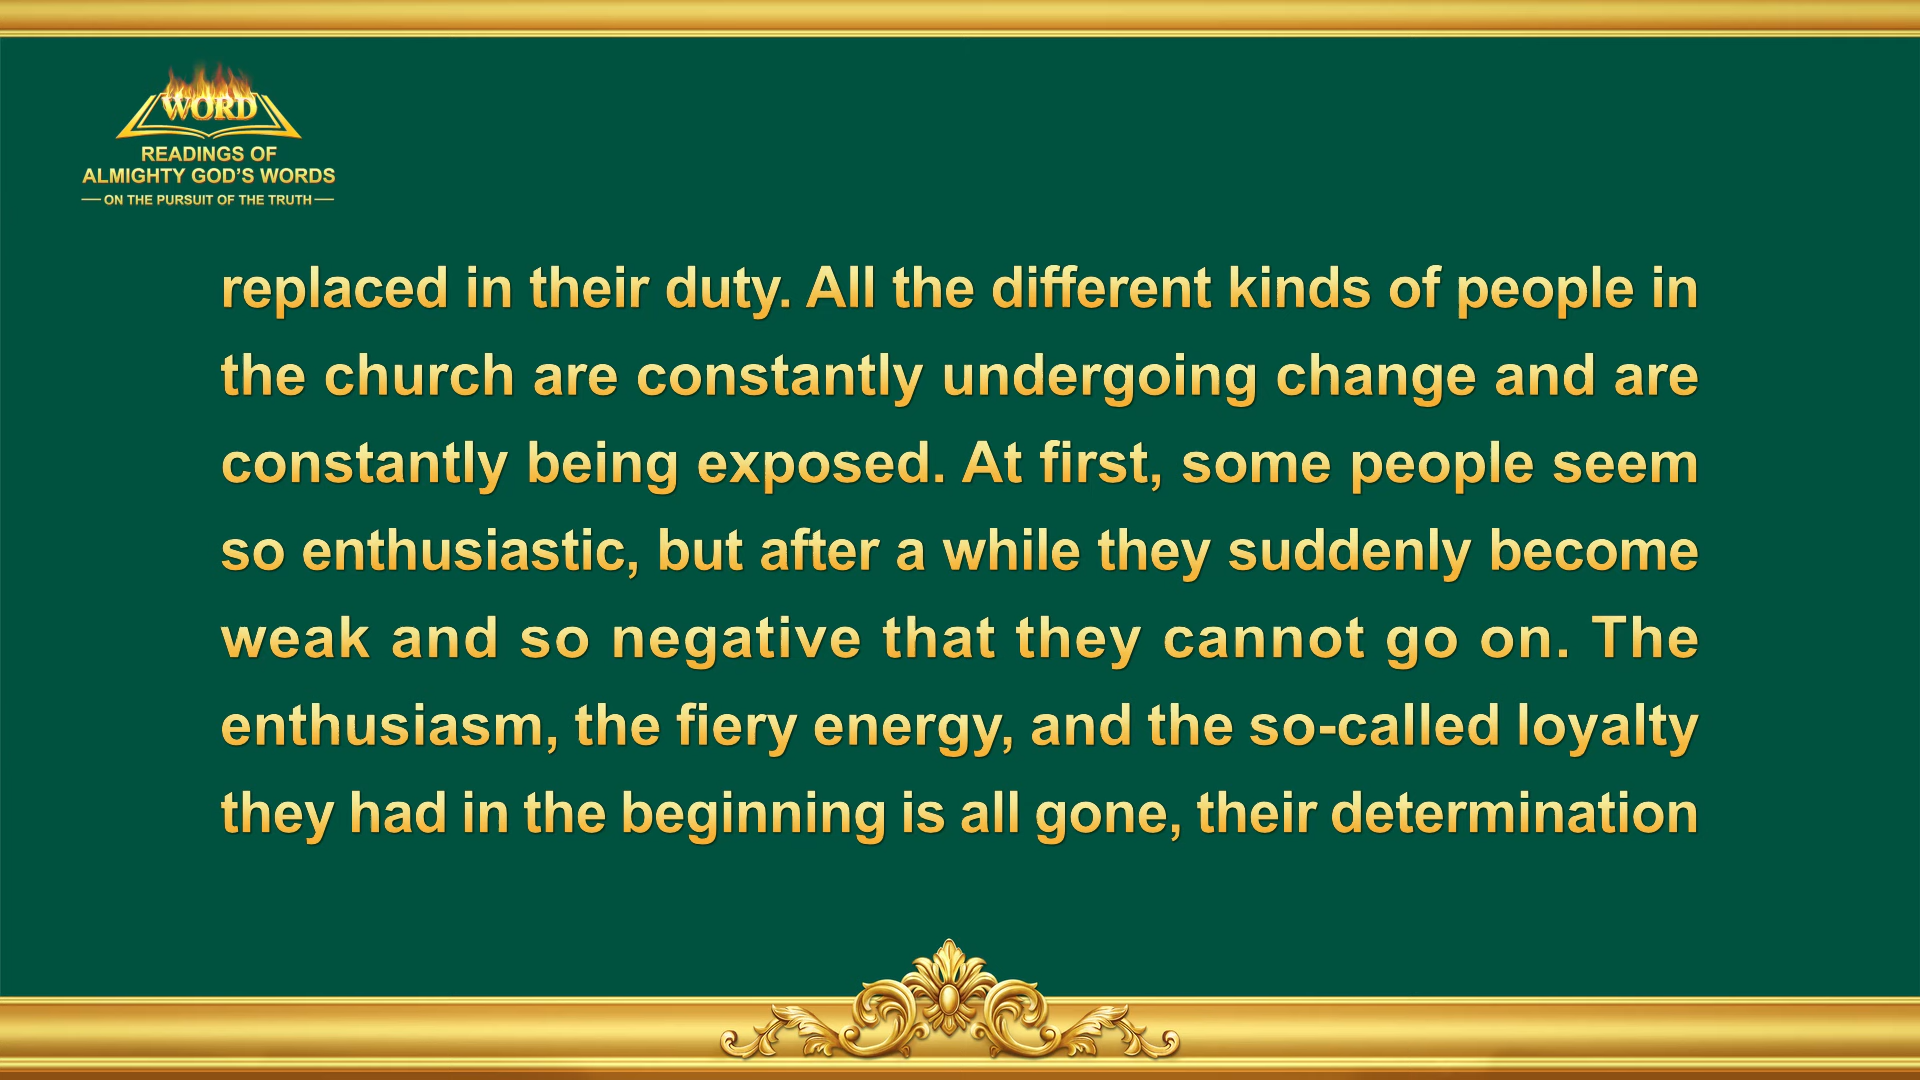 WORD
READINGS OF
ALMIGHTY GOD'S WORDS
ON THE PURSUIT OF THE TRUTH
replaced in their duty. All the different kinds of people in
the church are constantly undergoing change and are
constantly being exposed. At first, some people seem
so enthusiastic, but after a while they suddenly become
weak and so negative that they cannot go on. The
enthusiasm, the fiery energy, and the so-called loyalty
they had in the beginning is all gone, their determination